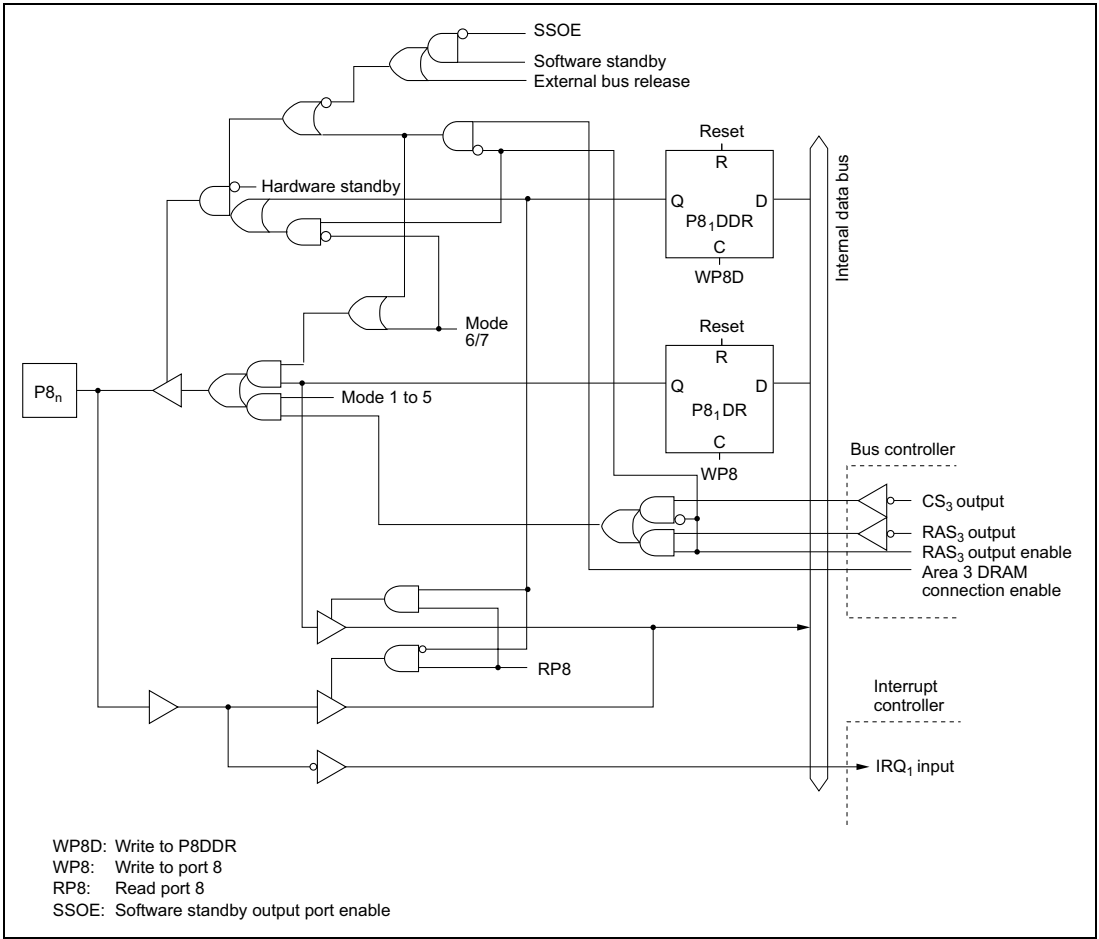 SSOE
Software standby
External bus release
Reset
R
Hardware standby
Q
D
P8₁DDR
C
WP8D
Internal data bus
Mode
6/7
Reset
R
P8ₙ
Q
D
Mode 1 to 5
P8₁DR
C
WP8
Bus controller
CS₃ output
RAS₃ output
RAS₃ output enable
Area 3 DRAM
connection enable
RP8
Interrupt
controller
IRQ₁ input
WP8D: Write to P8DDR
WP8: Write to port 8
RP8: Read port 8
SSOE: Software standby output port enable